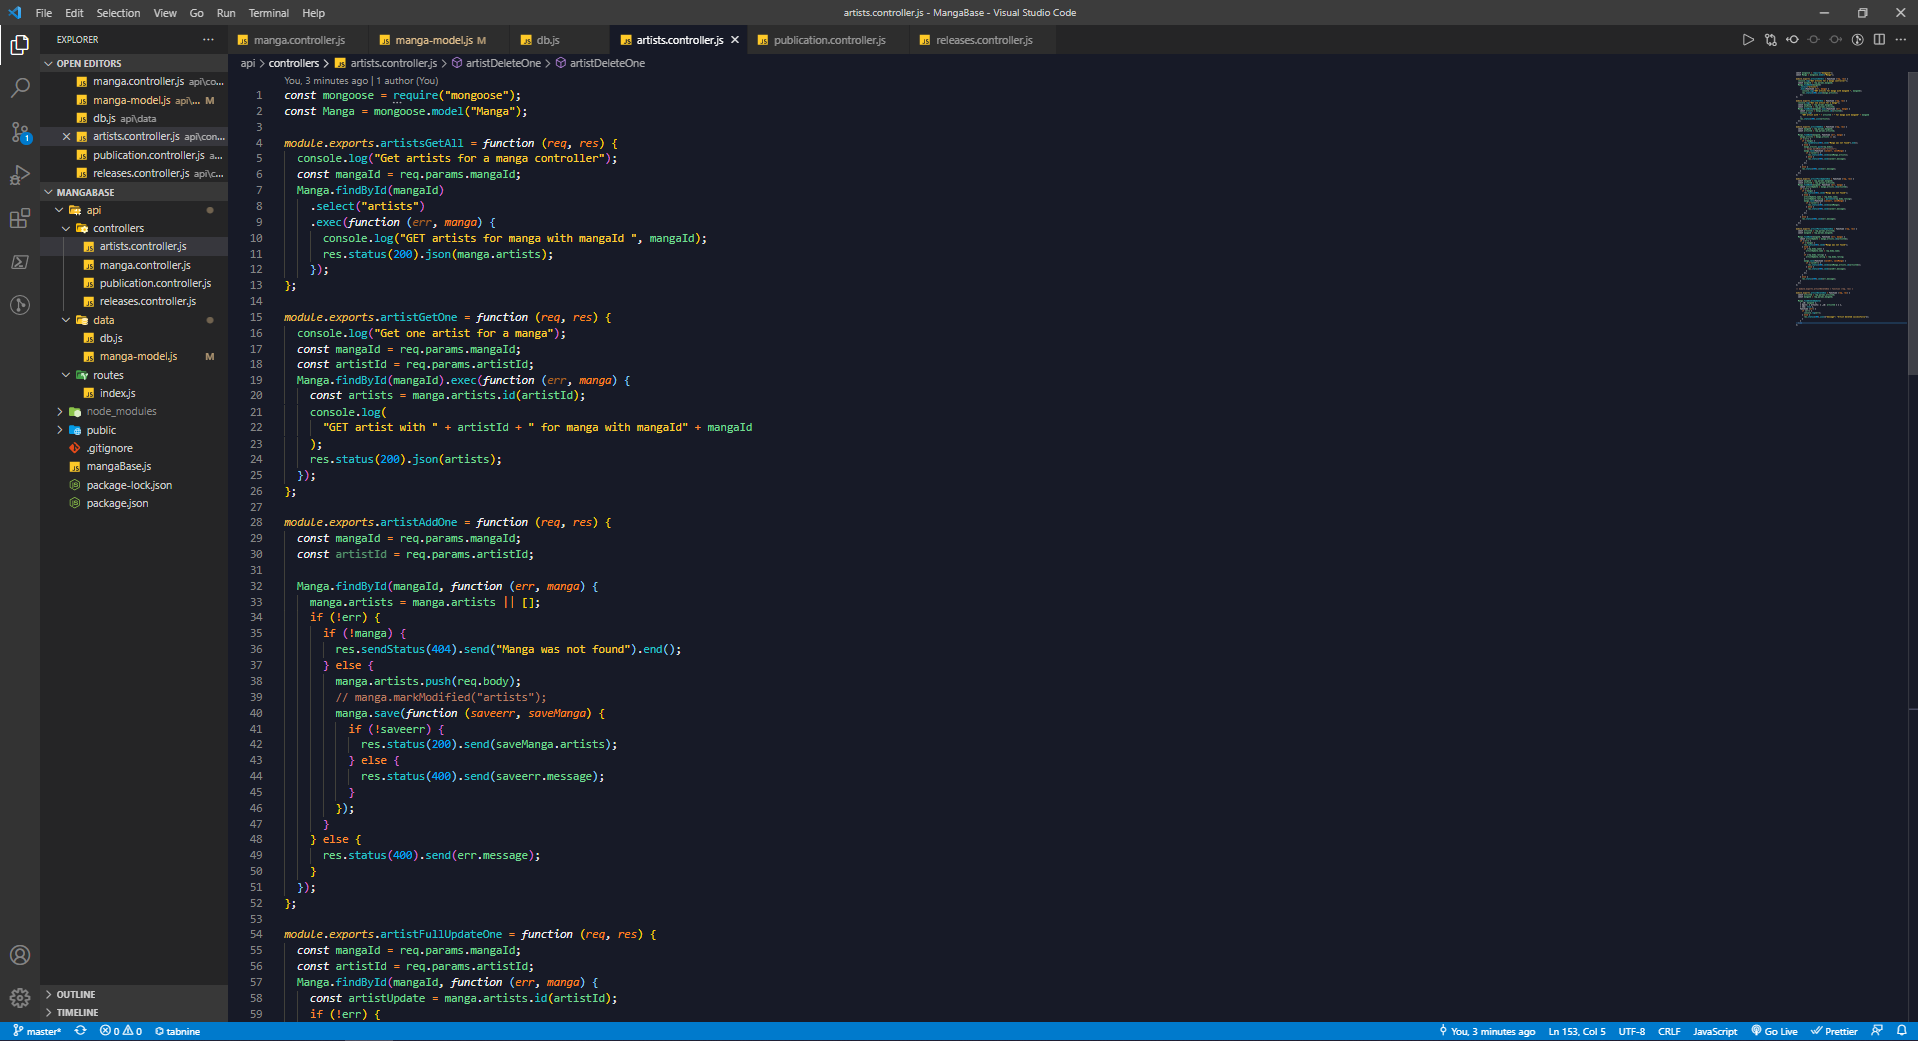 File Edit Selection View Go Run Terminal Help
artists.controller.js - MangaBase - Visual Studio Code
EXPLORER
OPEN EDITORS
manga.controller.js api\co...
manga-model.js api\... M
db.js api\data
artists.controller.js api\con...
publication.controller.js a...
releases.controller.js api\c...
MANGABASE
api
controllers
artists.controller.js
manga.controller.js
publication.controller.js
releases.controller.js
data
db.js
manga-model.js M
routes
index.js
node_modules
public
.gitignore
mangaBase.js
package-lock.json
package.json
OUTLINE
TIMELINE
manga.controller.js manga-model.js M db.js artists.controller.js publication.controller.js releases.controller.js
api > controllers > artists.controller.js > artistDeleteOne > artistDeleteOne
You, 3 minutes ago | 1 author (You)
1 const mongoose = require("mongoose");
2 const Manga = mongoose.model("Manga");
3
4 module.exports.artistsGetAll = function (req, res) {
5 console.log("Get artists for a manga controller");
6 const mangaId = req.params.mangaId;
7 Manga.findById(mangaId)
8 .select("artists")
9 .exec(function (err, manga) {
10 console.log("GET artists for manga with mangaId ", mangaId);
11 res.status(200).json(manga.artists);
12 });
13 };
14
15 module.exports.artistGetOne = function (req, res) {
16 console.log("Get one artist for a manga");
17 const mangaId = req.params.mangaId;
18 const artistId = req.params.artistId;
19 Manga.findById(mangaId).exec(function (err, manga) {
20 const artists = manga.artists.id(artistId);
21 console.log(
22 "GET artist with " + artistId + " for manga with mangaId" + mangaId
23 );
24 res.status(200).json(artists);
25 });
26 };
27
28 module.exports.artistAddOne = function (req, res) {
29 const mangaId = req.params.mangaId;
30 const artistId = req.params.artistId;
31
32 Manga.findById(mangaId, function (err, manga) {
33 manga.artists = manga.artists || [];
34 if (!err) {
35 if (!manga) {
36 res.sendStatus(404).send("Manga was not found").end();
37 } else {
38 manga.artists.push(req.body);
39 // manga.markModified("artists");
40 manga.save(function (saveerr, saveManga) {
41 if (!saveerr) {
42 res.status(200).send(saveManga.artists);
43 } else {
44 res.status(400).send(saveerr.message);
45 }
46 });
47 }
48 } else {
49 res.status(400).send(err.message);
50 }
51 });
52 };
53
54 module.exports.artistFullUpdateOne = function (req, res) {
55 const mangaId = req.params.mangaId;
56 const artistId = req.params.artistId;
57 Manga.findById(mangaId, function (err, manga) {
58 const artistUpdate = manga.artists.id(artistId);
59 if (!err) {
1
master* 0 0 tabnine
You, 3 minutes ago Ln 153, Col 5 UTF-8 CRLF JavaScript Go Live Prettier